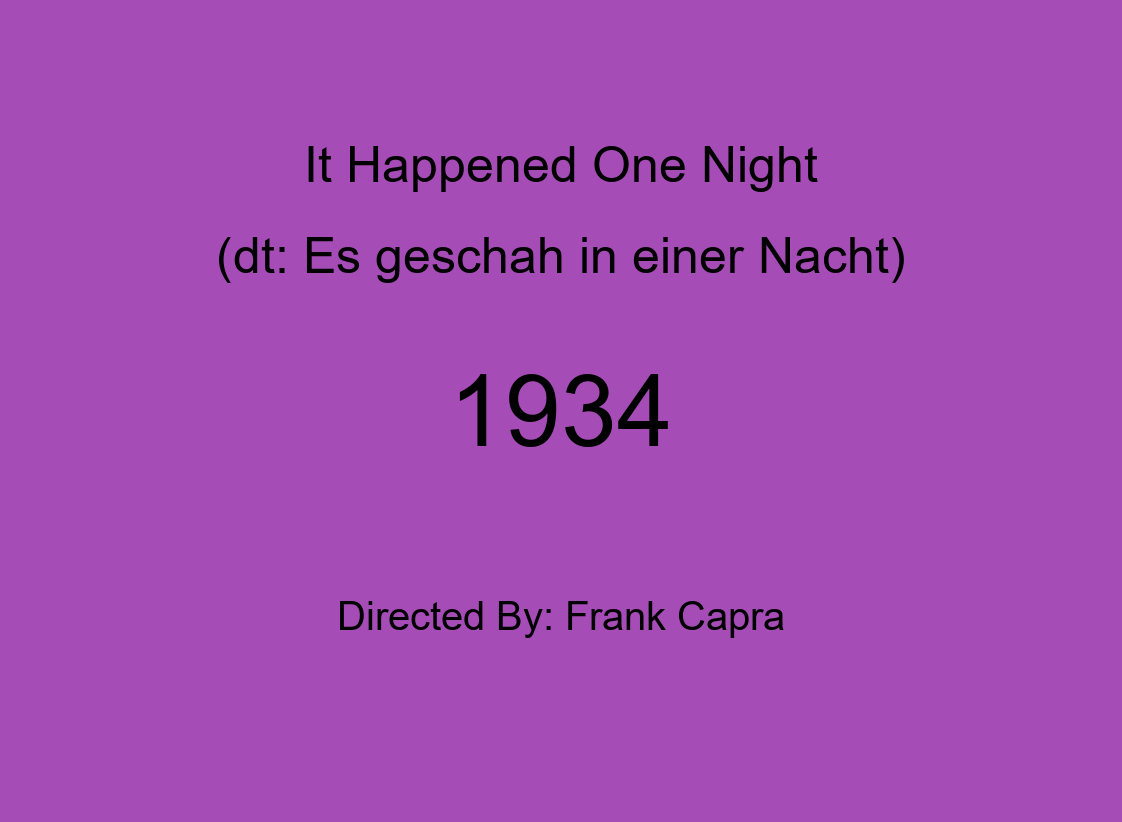 It Happened One Night
(dt: Es geschah in einer Nacht)
1934
Directed By: Frank Capra